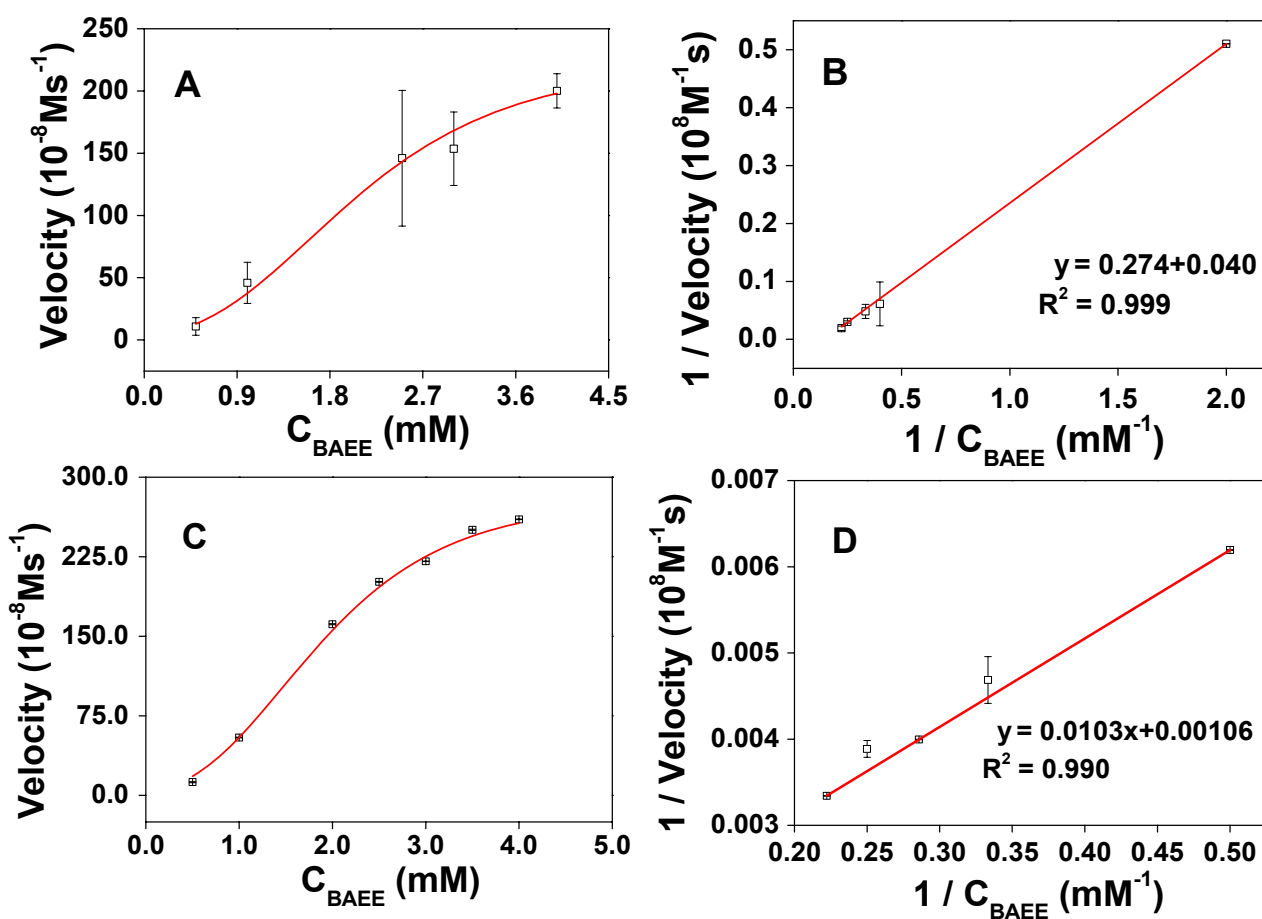 A
Velocity (10⁻⁸Ms⁻¹)
250
200
150
100
50
0
0.0 0.9 1.8 2.7 3.6 4.5
C_BAEE (mM)
B
1 / Velocity (10⁸M⁻¹s)
0.5
0.4
0.3
0.2
0.1
0.0
y = 0.274+0.040
R² = 0.999
0.0 0.5 1.0 1.5 2.0
1 / C_BAEE (mM⁻¹)
C
Velocity (10⁻⁸Ms⁻¹)
300.0
225.0
150.0
75.0
0.0
0.0 1.0 2.0 3.0 4.0 5.0
C_BAEE (mM)
D
1 / Velocity (10⁸M⁻¹s)
0.007
0.006
0.005
0.004
0.003
y = 0.0103x+0.00106
R² = 0.990
0.20 0.25 0.30 0.35 0.40 0.45 0.50
1 / C_BAEE (mM⁻¹)